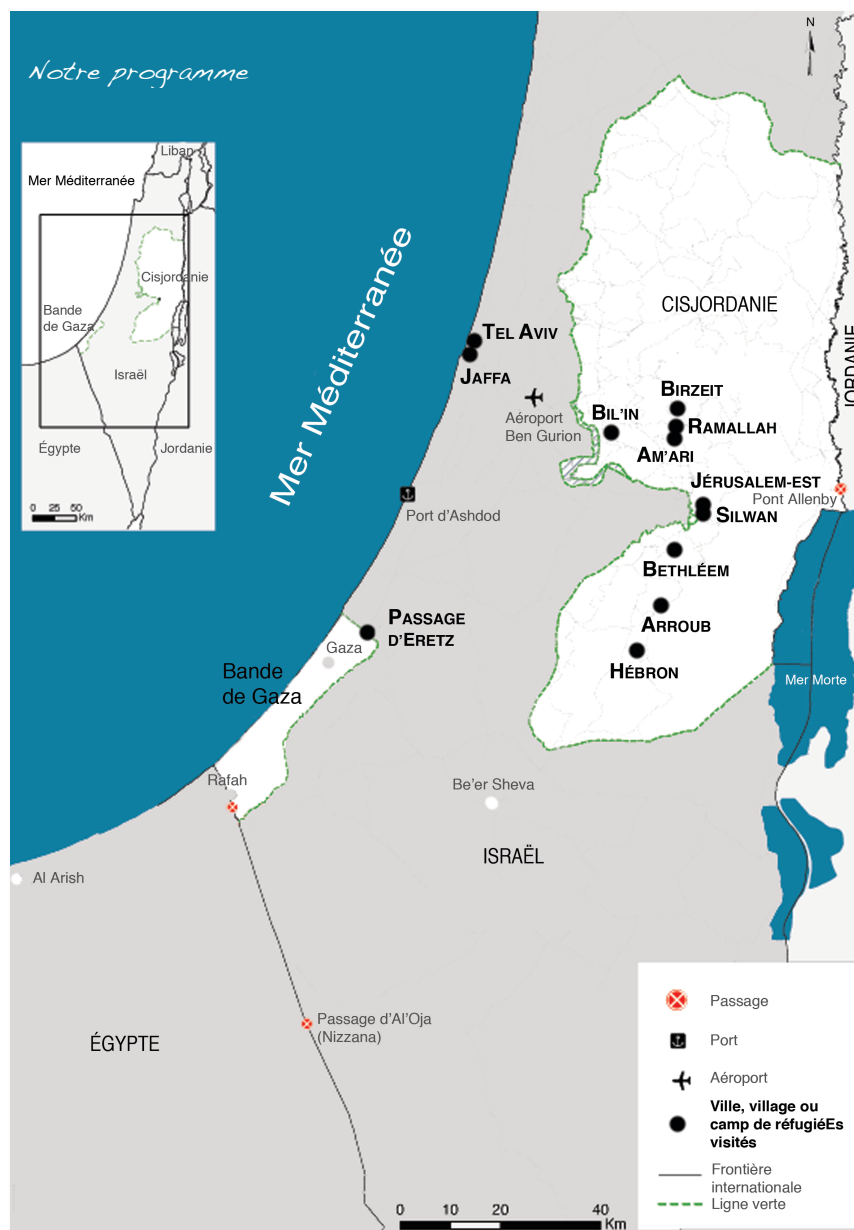 Notre programme
N
Liban
Mer Méditerranée
Cisjordanie
Bande
de Gaza
Israël
Égypte
Jordanie
0 25 50
Km
Mer Méditerranée
CISJORDANIE
JORDANIE
TEL AVIV
JAFFA
Aéroport
Ben Gurion
BIRZEIT
BIL'IN
RAMALLAH
AM'ARI
JÉRUSALEM-EST
Pont Allenby
SILWAN
Port d'Ashdod
BETHLÉEM
ARROUB
HÉBRON
PASSAGE
D'ERETZ
Gaza
Bande
de Gaza
Mer Morte
Rafah
Be'er Sheva
ISRAËL
Al Arish
Passage d'Al'Oja
(Nizzana)
ÉGYPTE
Passage
Port
Aéroport
Ville, village ou
camp de réfugiéEs
visités
Frontière
internationale
Ligne verte
0 10 20 40
Km